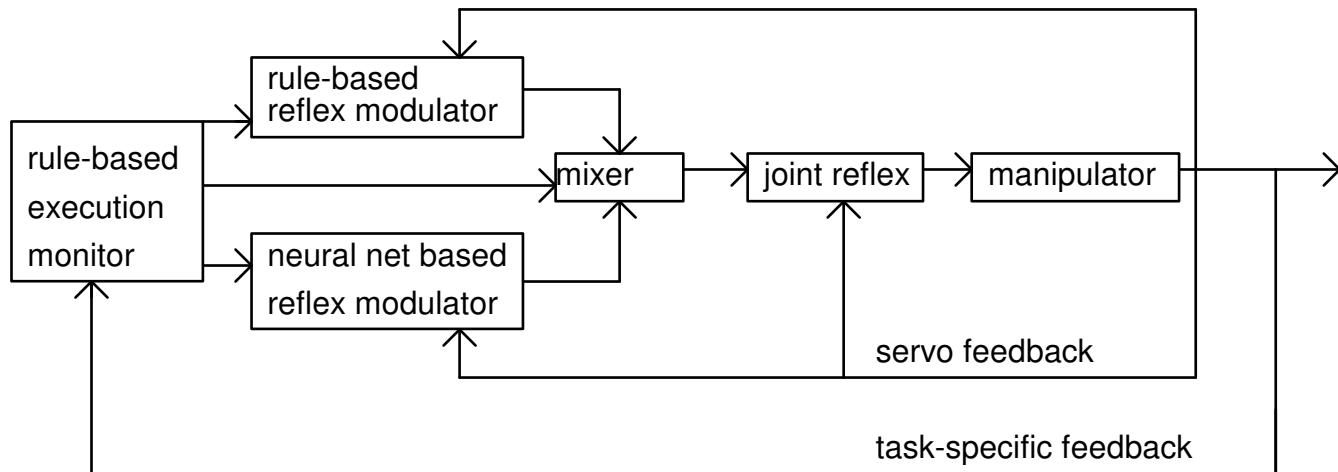 rule-based
reflex modulator
rule-based
execution
monitor
mixer
joint reflex
manipulator
neural net based
reflex modulator
servo feedback
task-specific feedback